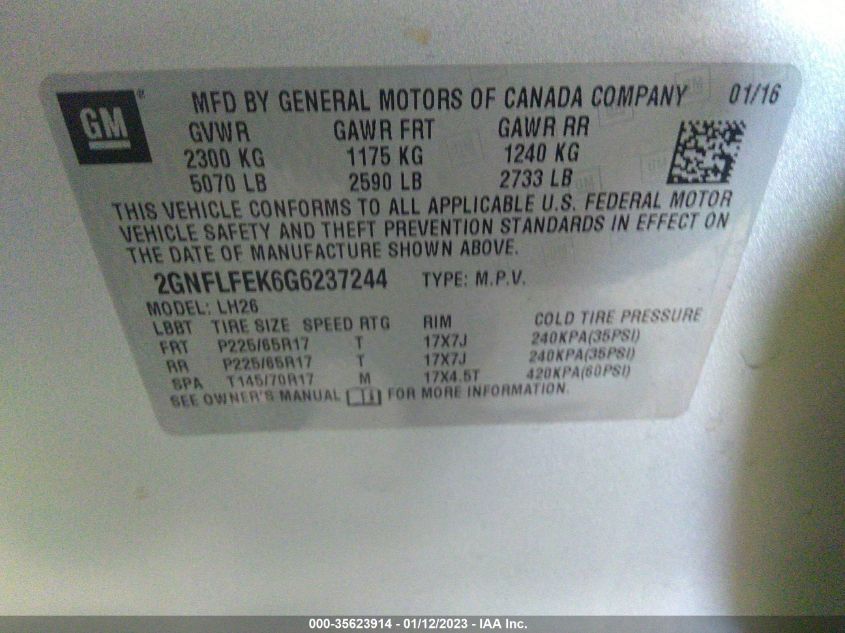 GM ®
MFD BY GENERAL MOTORS OF CANADA COMPANY 01/16
GVWR GAWR FRT GAWR RR
2300 KG 1175 KG 1240 KG
5070 LB 2590 LB 2733 LB
THIS VEHICLE CONFORMS TO ALL APPLICABLE U.S. FEDERAL MOTOR
VEHICLE SAFETY AND THEFT PREVENTION STANDARDS IN EFFECT ON
THE DATE OF MANUFACTURE SHOWN ABOVE.
2GNFLFEK6G6237244 TYPE: M.P.V.
MODEL: LH26
LBBT TIRE SIZE SPEED RTG RIM COLD TIRE PRESSURE
FRT P225/65R17 T 17X7J 240KPA(35PSI)
RR P225/65R17 T 17X7J 240KPA(35PSI)
SPA T145/70R17 M 17X4.5T 420KPA(60PSI)
SEE OWNER'S MANUAL FOR MORE INFORMATION.
000-35623914 - 01/12/2023 - IAA Inc.